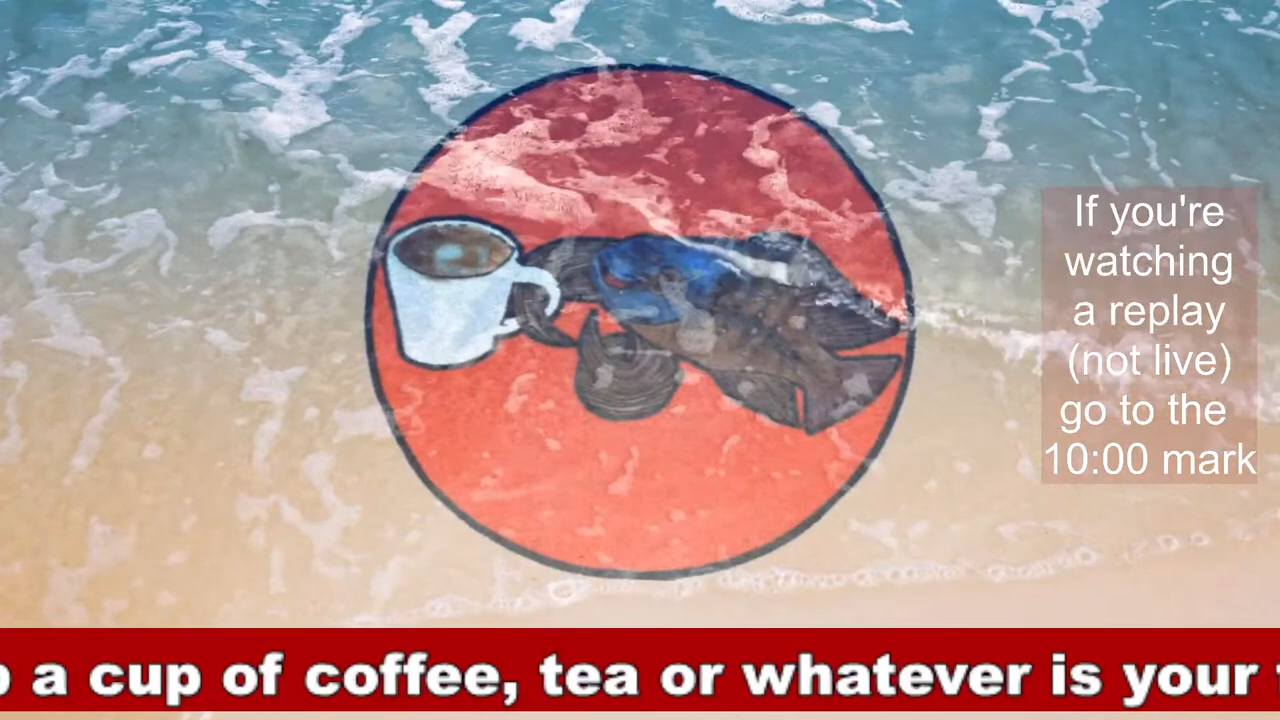 If you're
watching
a replay
(not live)
go to the
10:00 mark
a cup of coffee, tea or whatever is your